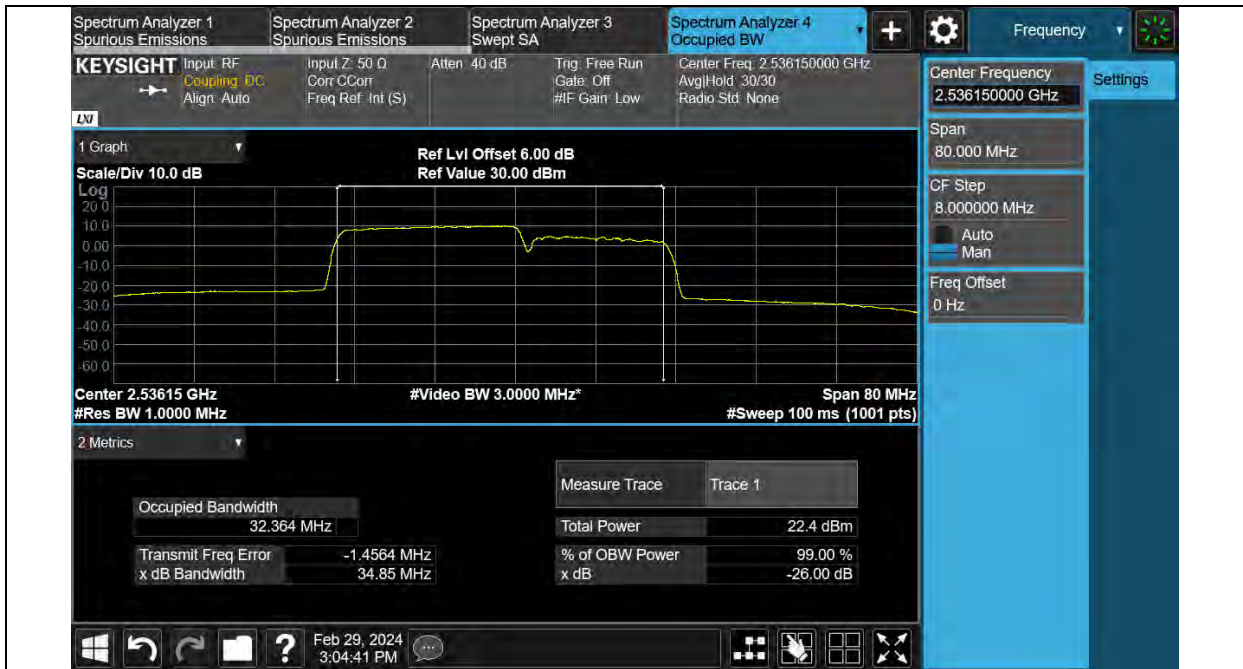 Spectrum Analyzer 1
Spurious Emissions
Spectrum Analyzer 2
Spurious Emissions
Spectrum Analyzer 3
Swept SA
Spectrum Analyzer 4
Occupied BW
Frequency
KEYSIGHT
LXI
Input: RF
Coupling: DC
Align: Auto
Input Z: 50 Ω
Corr CCorr
Freq Ref: Int (S)
Atten: 40 dB
Trig: Free Run
Gate: Off
#IF Gain: Low
Center Freq: 2.536150000 GHz
Avg|Hold: 30/30
Radio Std: None
Center Frequency
2.536150000 GHz
Settings
Span
80.000 MHz
CF Step
8.000000 MHz
Auto
Man
Freq Offset
0 Hz
1 Graph
Scale/Div 10.0 dB
Ref Lvl Offset 6.00 dB
Ref Value 30.00 dBm
Log
20.0
10.0
0.00
-10.0
-20.0
-30.0
-40.0
-50.0
-60.0
Center 2.53615 GHz
#Video BW 3.0000 MHz*
Span 80 MHz
#Res BW 1.0000 MHz
#Sweep 100 ms (1001 pts)
2 Metrics
Measure Trace Trace 1
Occupied Bandwidth
32.364 MHz
Total Power 22.4 dBm
Transmit Freq Error -1.4564 MHz
% of OBW Power 99.00 %
x dB Bandwidth 34.85 MHz
x dB -26.00 dB
Feb 29, 2024
3:04:41 PM